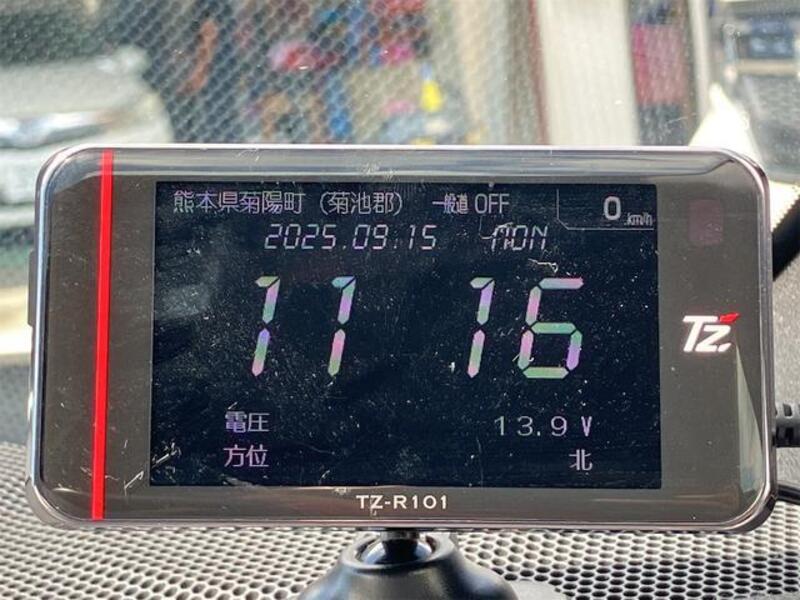 熊本県菊陽町（菊池郡） 一般道 OFF 0 km/h
2025.09.15 MON
11 16
TZ.
電圧 13.9 V
方位 北
TZ-R101